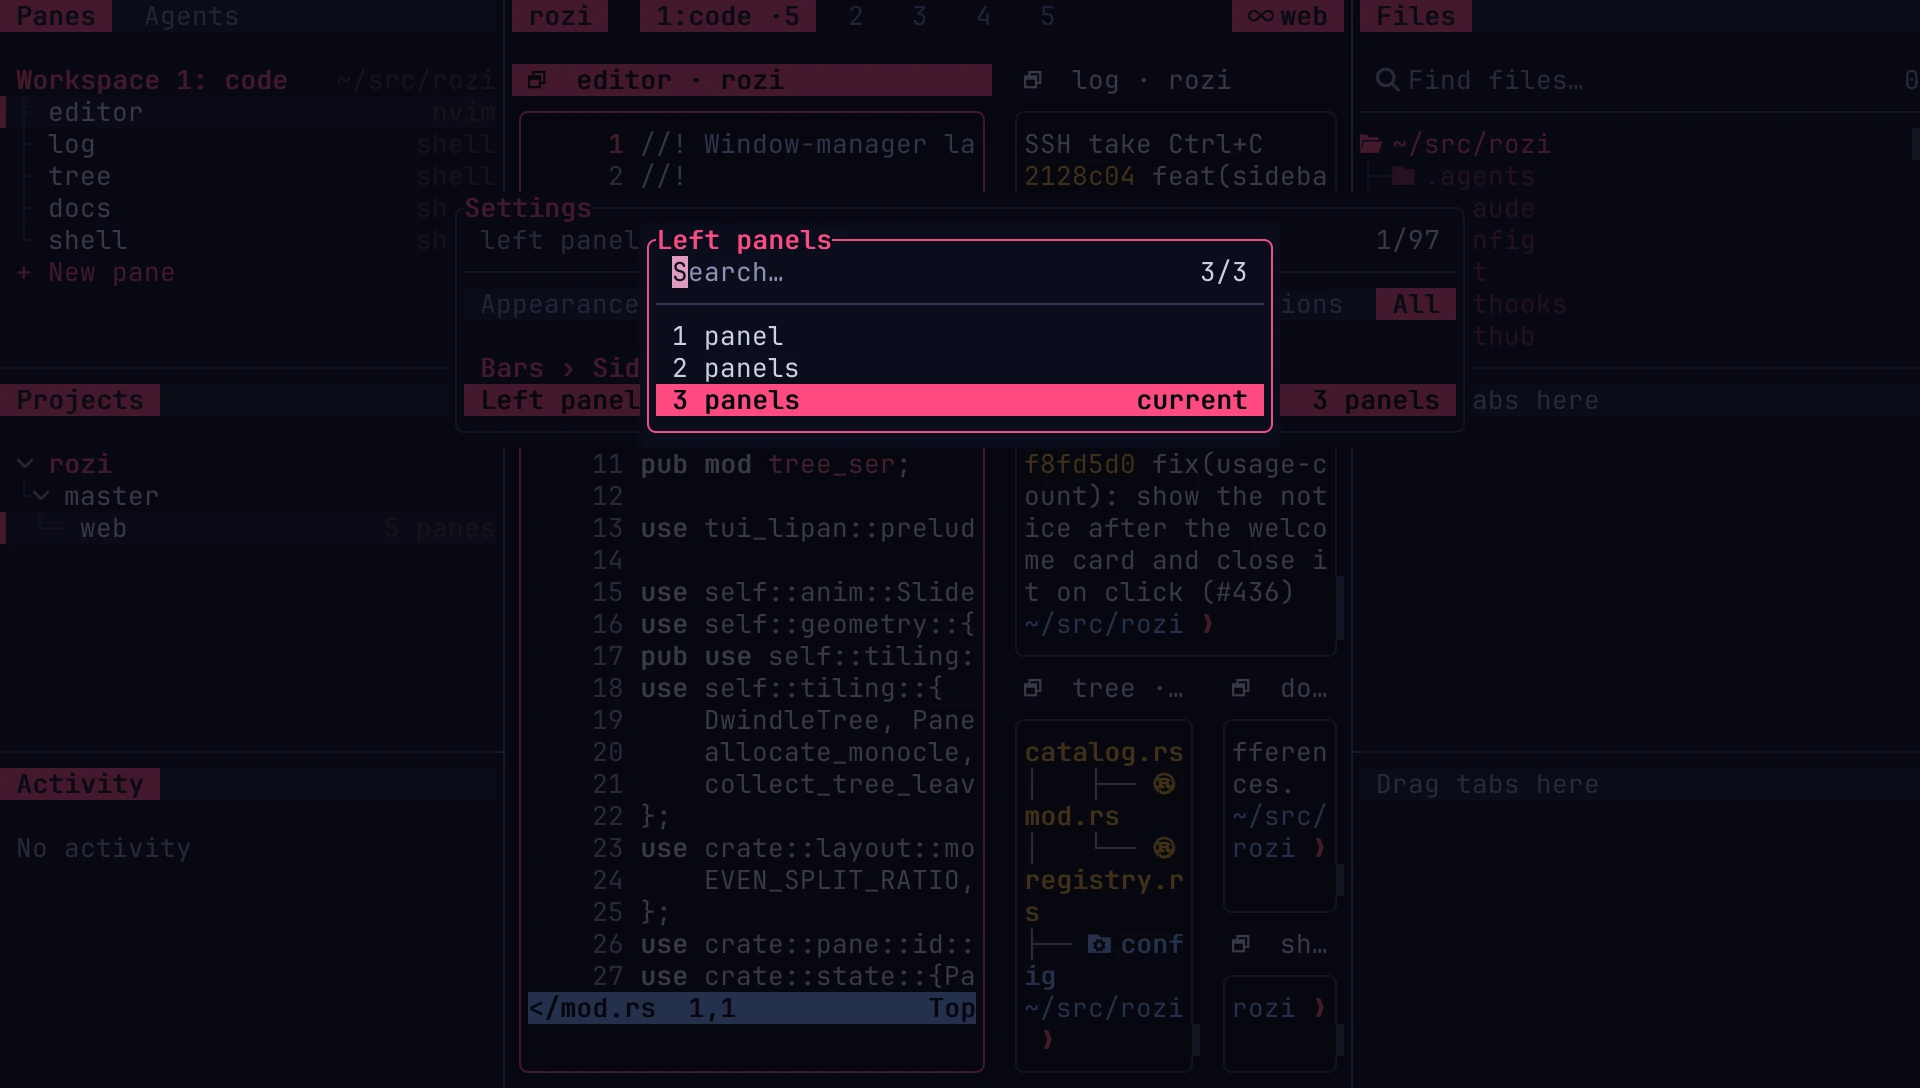 Panes Agents
rozi 1:code ·5 2 3 4 5 ∞ web
Files
Workspace 1: code ~/src/rozi
editor nvim
log shell
tree shell
docs sh
shell sh
+ New pane
Projects
rozi
master
web 5 panes
Activity
No activity
editor · rozi
1 //! Window-manager la
2 //!
11 pub mod tree_ser;
12
13 use tui_lipan::prelud
14
15 use self::anim::Slide
16 use self::geometry::{
17 pub use self::tiling:
18 use self::tiling::{
19 DwindleTree, Pane
20 allocate_monocle,
21 collect_tree_leav
22 };
23 use crate::layout::mo
24 EVEN_SPLIT_RATIO,
25 };
26 use crate::pane::id::
27 use crate::state::{Pa
</mod.rs 1,1 Top
log · rozi
SSH take Ctrl+C
2128c04 feat(sideba
f8fd5d0 fix(usage-c
ount): show the not
ice after the welco
me card and close i
t on click (#436)
~/src/rozi ❯
tree ·…
catalog.rs
mod.rs
registry.r
s
conf
ig
~/src/rozi
❯
do…
fferen
ces.
~/src/
rozi ❯
sh…
rozi ❯
Settings
left panel 1/97
Appearance ions All
Bars › Sid
Left panel 3 panels
Left panels
Search… 3/3
1 panel
2 panels
3 panels current
Find files… 0
~/src/rozi
.agents
aude
nfig
t
thooks
thub
abs here
Drag tabs here